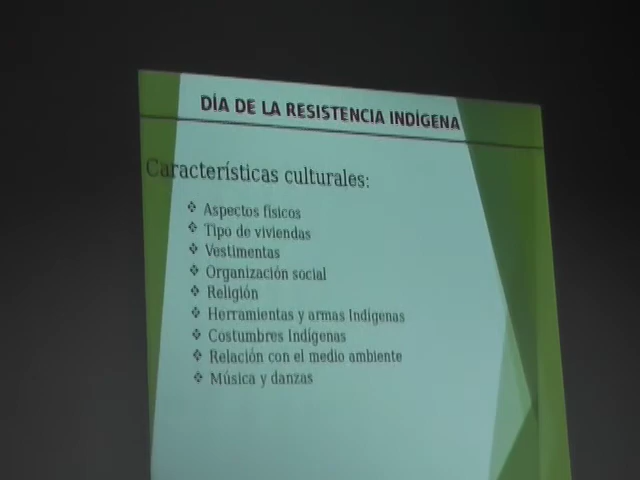 DÍA DE LA RESISTENCIA INDÍGENA
Características culturales:
❖ Aspectos físicos
❖ Tipo de viviendas
❖ Vestimentas
❖ Organización social
❖ Religión
❖ Herramientas y armas Indígenas
❖ Costumbres Indígenas
❖ Relación con el medio ambiente
❖ Música y danzas